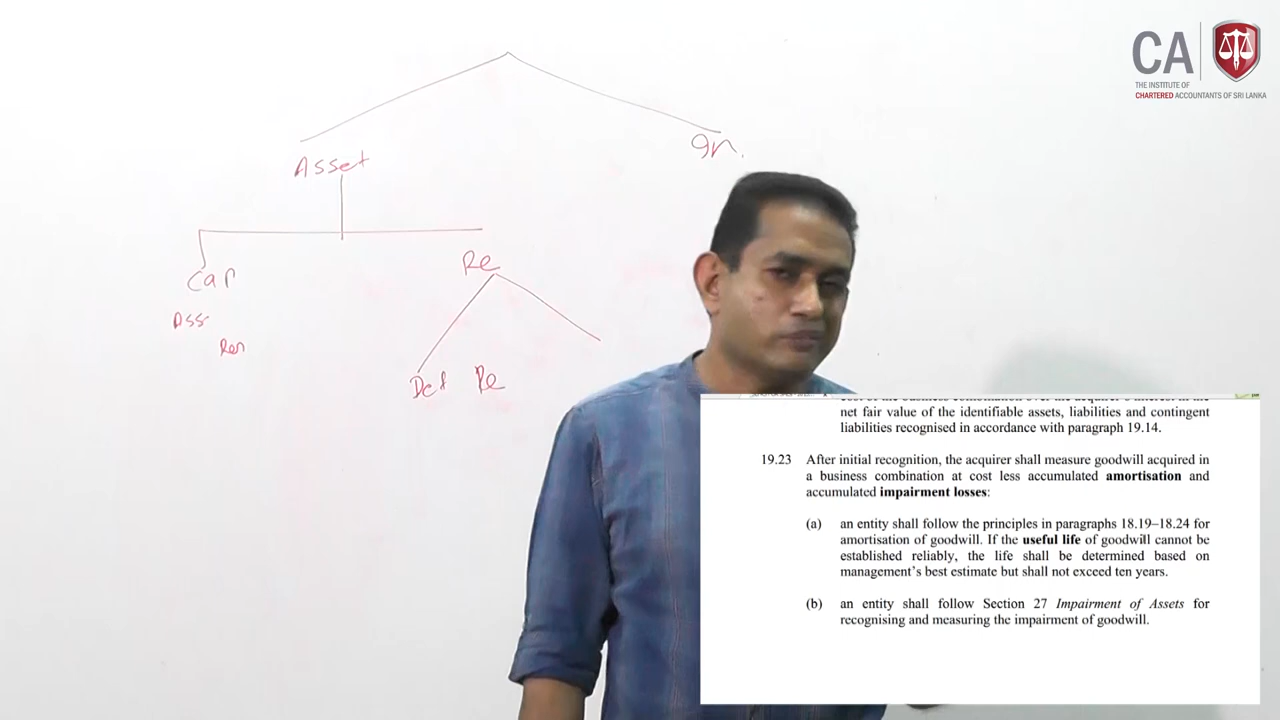 CA
THE INSTITUTE OF
CHARTERED ACCOUNTANTS OF SRI LANKA
Asset
Car
Re
Ass
Ren
Re
net fair value of the identifiable assets, liabilities and contingent
liabilities recognised in accordance with paragraph 19.14.
19.23 After initial recognition, the acquirer shall measure goodwill acquired in
a business combination at cost less accumulated amortisation and
accumulated impairment losses:
(a) an entity shall follow the principles in paragraphs 18.19–18.24 for
amortisation of goodwill. If the useful life of goodwill cannot be
established reliably, the life shall be determined based on
management's best estimate but shall not exceed ten years.
(b) an entity shall follow Section 27 Impairment of Assets for
recognising and measuring the impairment of goodwill.